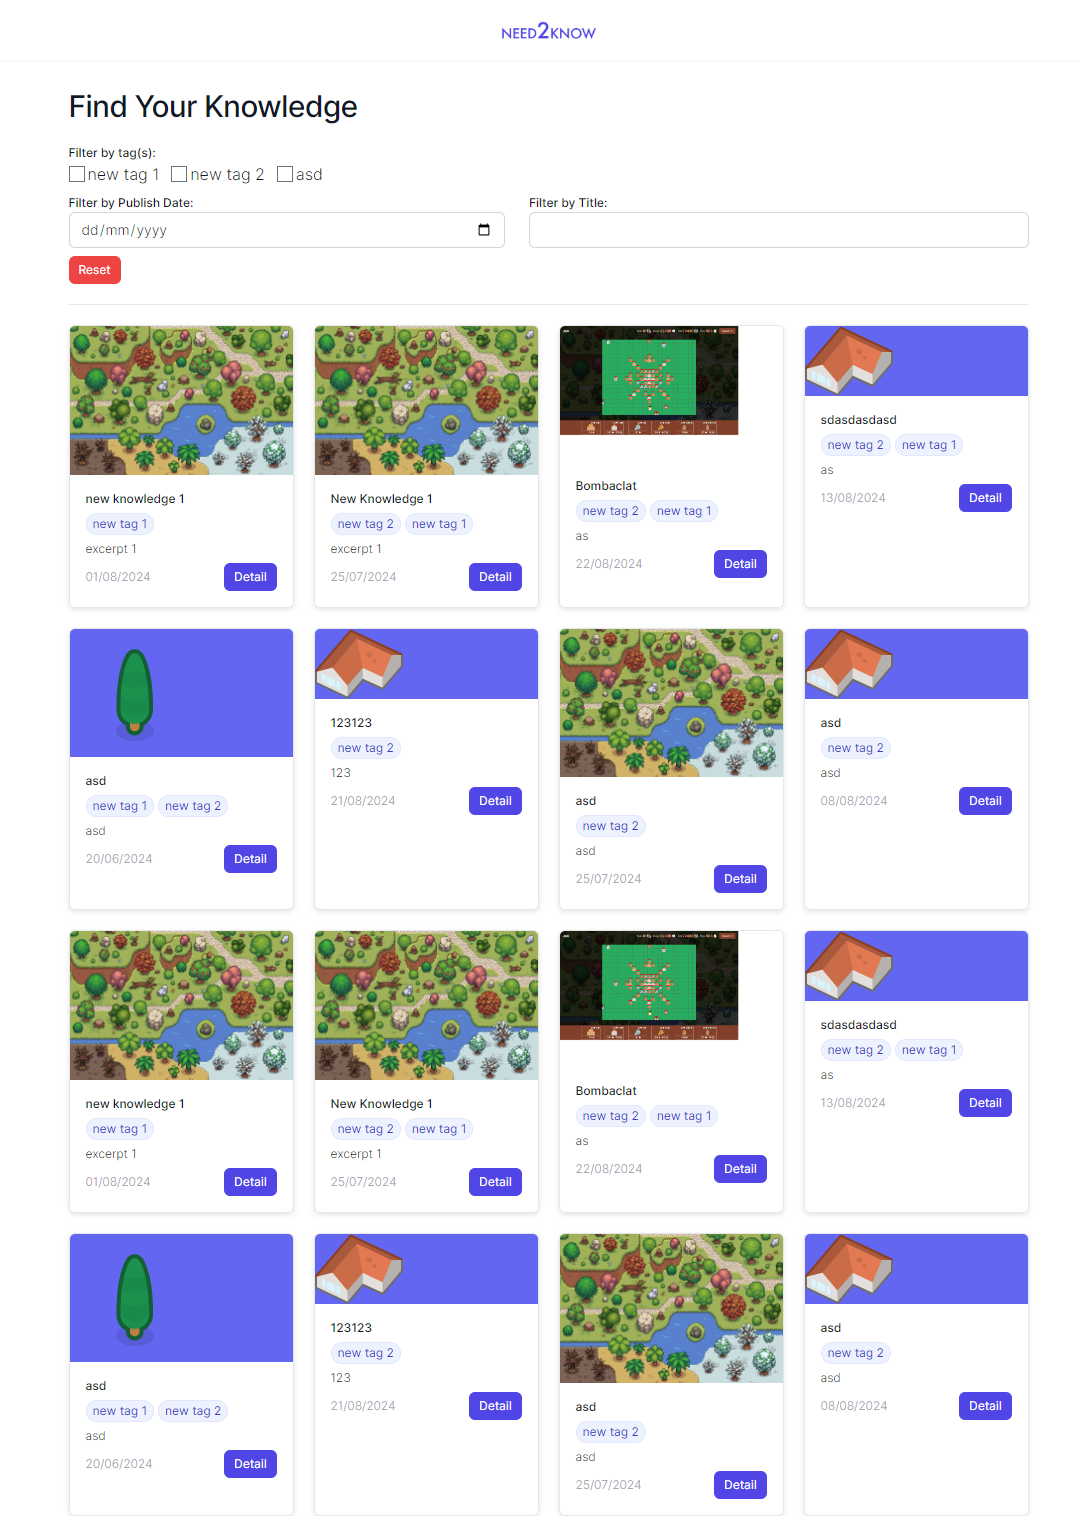 NEED2KNOW
Find Your Knowledge
Filter by tag(s):
new tag 1 new tag 2 asd
Filter by Publish Date: Filter by Title:
dd/mm/yyyy
Reset
new knowledge 1
new tag 1
excerpt 1
01/08/2024 Detail
New Knowledge 1
new tag 2 new tag 1
excerpt 1
25/07/2024 Detail
Bombaclat
new tag 2 new tag 1
as
22/08/2024 Detail
sdasdasdasd
new tag 2 new tag 1
as
13/08/2024 Detail
asd
new tag 1 new tag 2
asd
20/06/2024 Detail
123123
new tag 2
123
21/08/2024 Detail
asd
new tag 2
asd
25/07/2024 Detail
asd
new tag 2
asd
08/08/2024 Detail
new knowledge 1
new tag 1
excerpt 1
01/08/2024 Detail
New Knowledge 1
new tag 2 new tag 1
excerpt 1
25/07/2024 Detail
Bombaclat
new tag 2 new tag 1
as
22/08/2024 Detail
sdasdasdasd
new tag 2 new tag 1
as
13/08/2024 Detail
asd
new tag 1 new tag 2
asd
20/06/2024 Detail
123123
new tag 2
123
21/08/2024 Detail
asd
new tag 2
asd
25/07/2024 Detail
asd
new tag 2
asd
08/08/2024 Detail